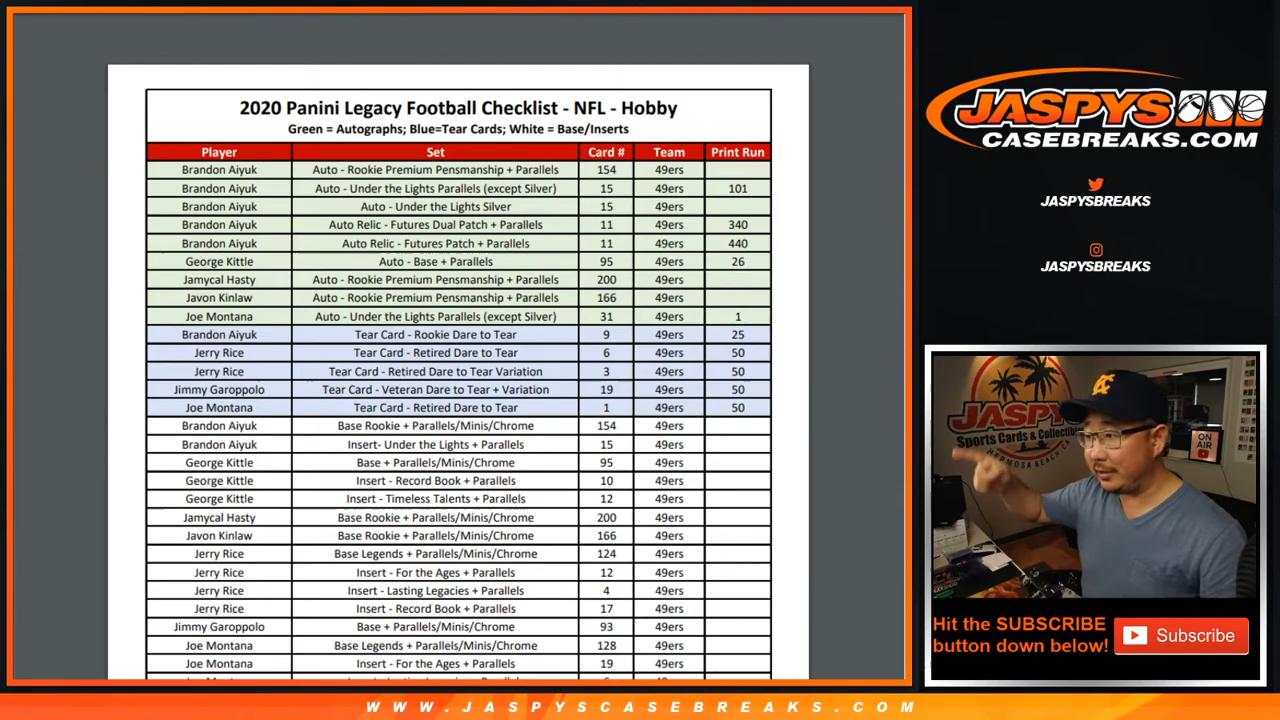 2020 Panini Legacy Football Checklist - NFL - Hobby
Green = Autographs; Blue=Tear Cards; White = Base/Inserts
Player Set Card # Team Print Run
Brandon Aiyuk Auto - Rookie Premium Pensmanship + Parallels 154 49ers
Brandon Aiyuk Auto - Under the Lights Parallels (except Silver) 15 49ers 101
Brandon Aiyuk Auto - Under the Lights Silver 15 49ers
Brandon Aiyuk Auto Relic - Futures Dual Patch + Parallels 11 49ers 340
Brandon Aiyuk Auto Relic - Futures Patch + Parallels 11 49ers 440
George Kittle Auto - Base + Parallels 95 49ers 26
Jamycal Hasty Auto - Rookie Premium Pensmanship + Parallels 200 49ers
Javon Kinlaw Auto - Rookie Premium Pensmanship + Parallels 166 49ers
Joe Montana Auto - Under the Lights Parallels (except Silver) 31 49ers 1
Brandon Aiyuk Tear Card - Rookie Dare to Tear 9 49ers 25
Jerry Rice Tear Card - Retired Dare to Tear 6 49ers 50
Jerry Rice Tear Card - Retired Dare to Tear Variation 3 49ers 50
Jimmy Garoppolo Tear Card - Veteran Dare to Tear + Variation 19 49ers 50
Joe Montana Tear Card - Retired Dare to Tear 1 49ers 50
Brandon Aiyuk Base Rookie + Parallels/Minis/Chrome 154 49ers
Brandon Aiyuk Insert- Under the Lights + Parallels 15 49ers
George Kittle Base + Parallels/Minis/Chrome 95 49ers
George Kittle Insert - Record Book + Parallels 10 49ers
George Kittle Insert - Timeless Talents + Parallels 12 49ers
Jamycal Hasty Base Rookie + Parallels/Minis/Chrome 200 49ers
Javon Kinlaw Base Rookie + Parallels/Minis/Chrome 166 49ers
Jerry Rice Base Legends + Parallels/Minis/Chrome 124 49ers
Jerry Rice Insert - For the Ages + Parallels 12 49ers
Jerry Rice Insert - Lasting Legacies + Parallels 4 49ers
Jerry Rice Insert - Record Book + Parallels 17 49ers
Jimmy Garoppolo Base + Parallels/Minis/Chrome 93 49ers
Joe Montana Base Legends + Parallels/Minis/Chrome 128 49ers
Joe Montana Insert - For the Ages + Parallels 19 49ers
JASPYS
CASEBREAKS.COM
JASPYSBREAKS
JASPYSBREAKS
JASPY
Sports Cards & Collectib
HERMOSA BEACH
ON
AIR
Hit the SUBSCRIBE
button down below!
Subscribe
WWW.JASPYSCASEBREAKS.COM